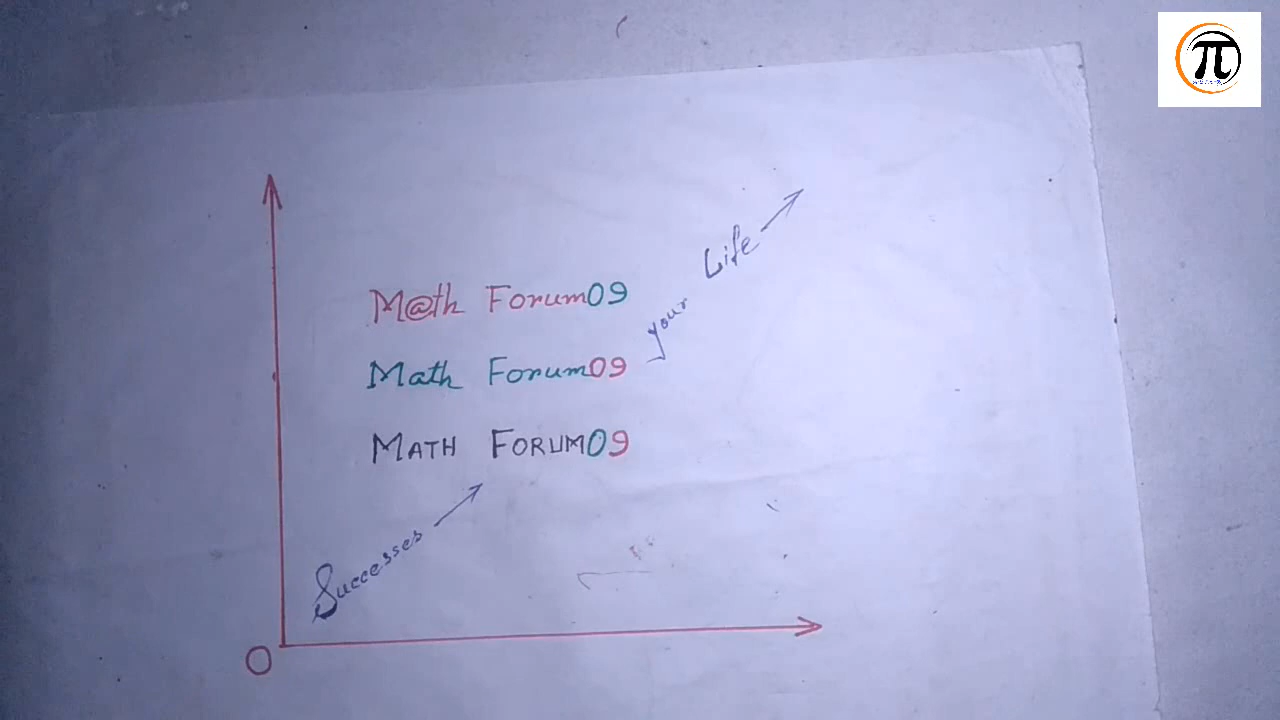 π
M@th Forum09
Math Forum09
MATH FORUM09
Successes
your Life
O